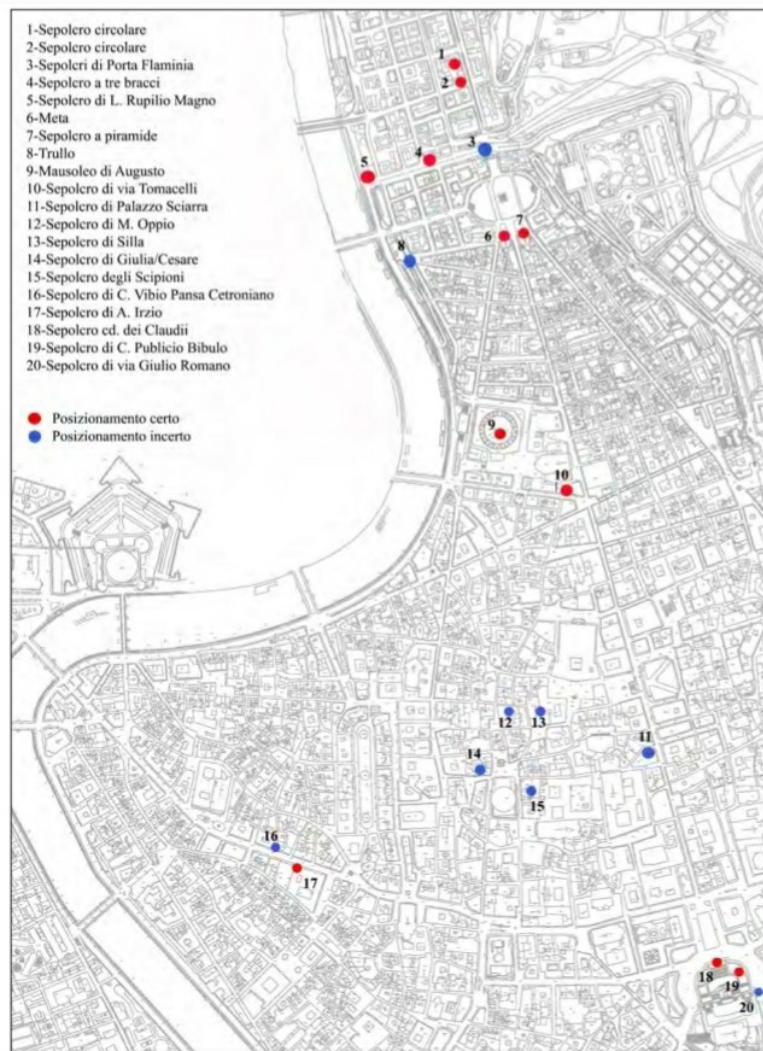 1-Sepolcro circolare
2-Sepolcro circolare
3-Sepolcri di Porta Flaminia
4-Sepolcro a tre bracci
5-Sepolcro di L. Rupilio Magno
6-Meta
7-Sepolcro a piramide
8-Trullo
9-Mausoleo di Augusto
10-Sepolcro di via Tomacelli
11-Sepolcro di Palazzo Sciarra
12-Sepolcro di M. Oppio
13-Sepolcro di Silla
14-Sepolcro di Giulia/Cesare
15-Sepolcro degli Scipioni
16-Sepolcro di C. Vibio Pansa Cetroniano
17-Sepolcro di A. Irzio
18-Sepolcro cd. dei Claudii
19-Sepolcro di C. Publicio Bibulo
20-Sepolcro di via Giulio Romano
Posizionamento certo
Posizionamento incerto
1
2
3
4
5
6
7
8
9
10
12
13
11
14
15
16
17
18
19
20